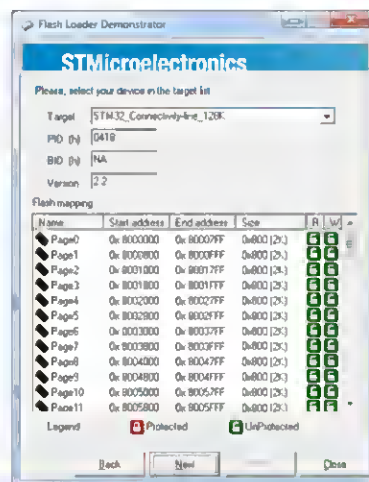 Flash Loader Demonstrator
STMicroelectronics
Please, select your device in the target list
Target STM32_Connectivity-line_128K
PID (h) 0418
BID (h) NA
Version 2.2
Flash mapping
Name Start address End address Size R W
Page0 0x 8000000 0x 80007FF 0x800 (2K)
Page1 0x 8000800 0x 8000FFF 0x800 (2K)
Page2 0x 8001000 0x 80017FF 0x800 (2K)
Page3 0x 8001800 0x 8001FFF 0x800 (2K)
Page4 0x 8002000 0x 80027FF 0x800 (2K)
Page5 0x 8002800 0x 8002FFF 0x800 (2K)
Page6 0x 8003000 0x 80037FF 0x800 (2K)
Page7 0x 8003800 0x 8003FFF 0x800 (2K)
Page8 0x 8004000 0x 80047FF 0x800 (2K)
Page9 0x 8004800 0x 8004FFF 0x800 (2K)
Page10 0x 8005000 0x 80057FF 0x800 (2K)
Page11 0x 8005800 0x 8005FFF 0x800 (2K)
Legend Protected UnProtected
Back Next Close